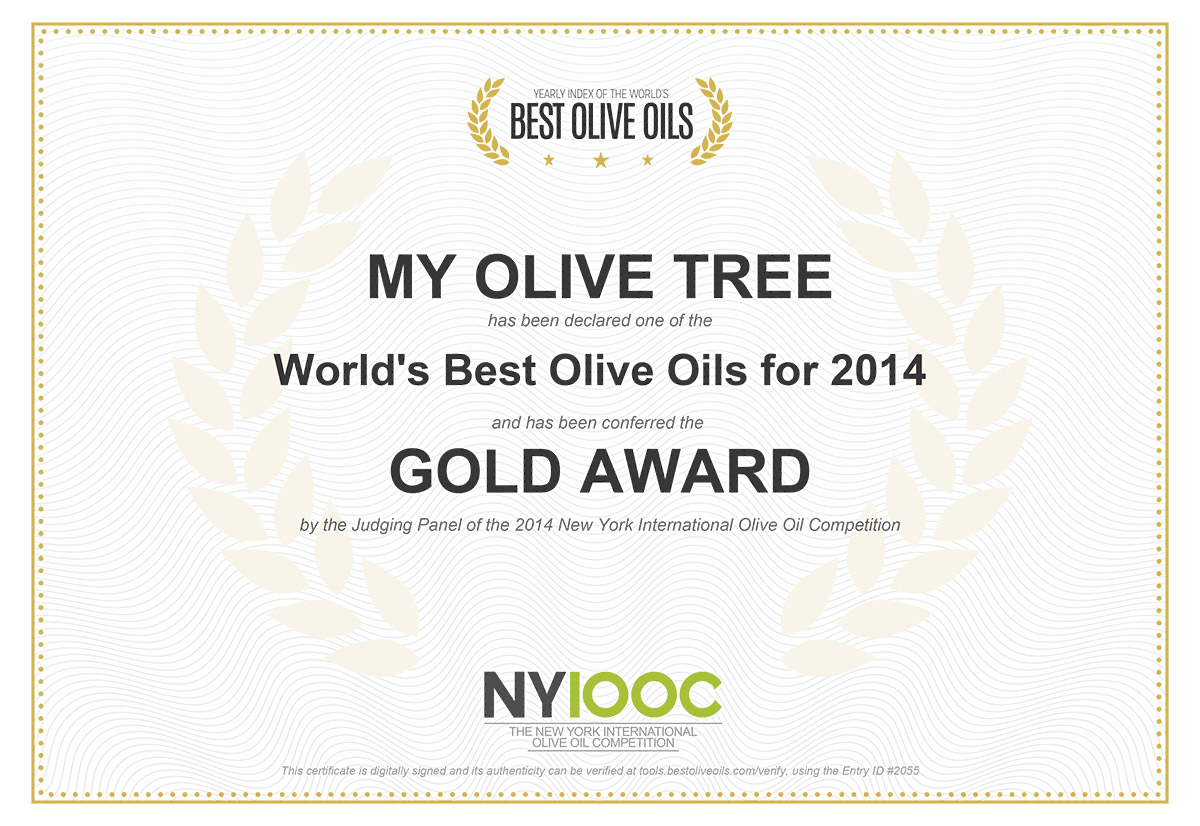 YEARLY INDEX OF THE WORLD'S
BEST OLIVE OILS
MY OLIVE TREE
has been declared one of the
World's Best Olive Oils for 2014
and has been conferred the
GOLD AWARD
by the Judging Panel of the 2014 New York International Olive Oil Competition
NYIOOC
THE NEW YORK INTERNATIONAL
OLIVE OIL COMPETITION
This certificate is digitally signed and its authenticity can be verified at tools.bestoliveoils.com/verify, using the Entry ID #2055